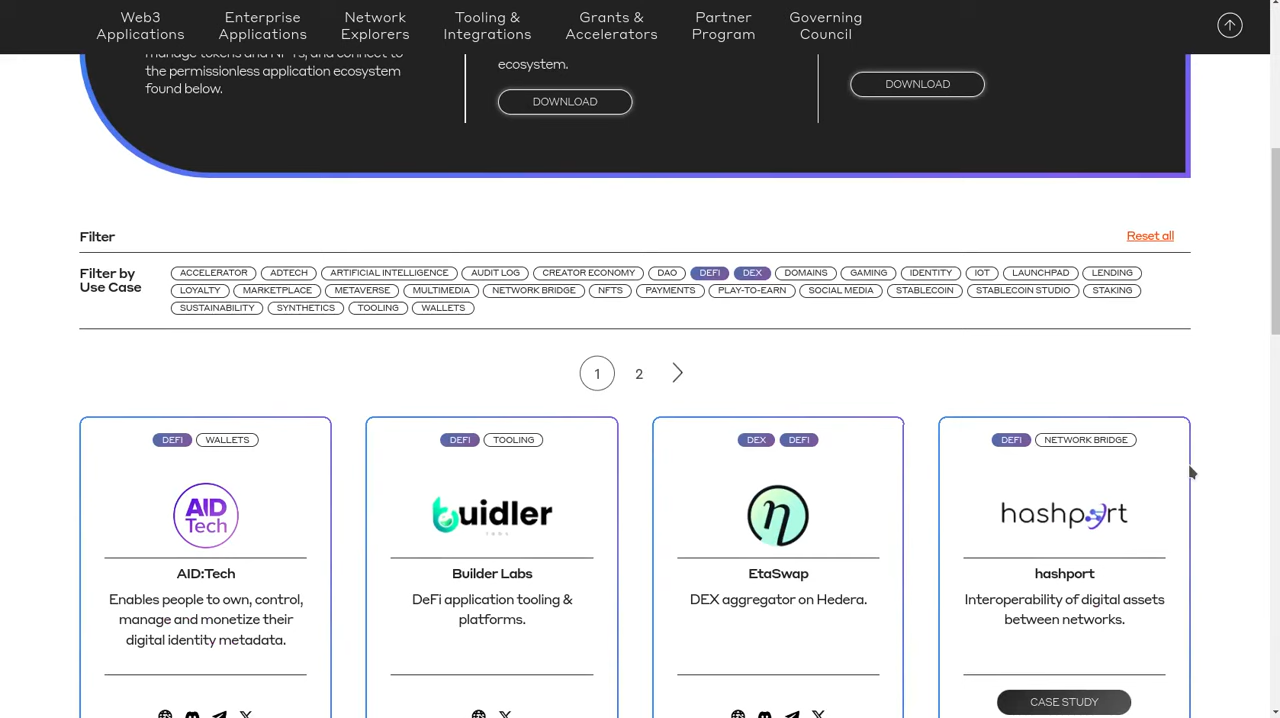 Web3 Applications
Enterprise Applications
Network Explorers
Tooling & Integrations
Grants & Accelerators
Partner Program
Governing Council
the permissionless application ecosystem
found below.
ecosystem.
DOWNLOAD
DOWNLOAD
Filter
Reset all
Filter by Use Case
ACCELERATOR ADTECH ARTIFICIAL INTELLIGENCE AUDIT LOG CREATOR ECONOMY DAO DEFI DEX DOMAINS GAMING IDENTITY IOT LAUNCHPAD LENDING
LOYALTY MARKETPLACE METAVERSE MULTIMEDIA NETWORK BRIDGE NFTS PAYMENTS PLAY-TO-EARN SOCIAL MEDIA STABLECOIN STABLECOIN STUDIO STAKING
SUSTAINABILITY SYNTHETICS TOOLING WALLETS
1 2
DEFI WALLETS
AID Tech
AID:Tech
Enables people to own, control,
manage and monetize their
digital identity metadata.
DEFI TOOLING
buidler
Builder Labs
DeFi application tooling &
platforms.
DEX DEFI
EtaSwap
DEX aggregator on Hedera.
DEFI NETWORK BRIDGE
hashport
hashport
Interoperability of digital assets
between networks.
CASE STUDY